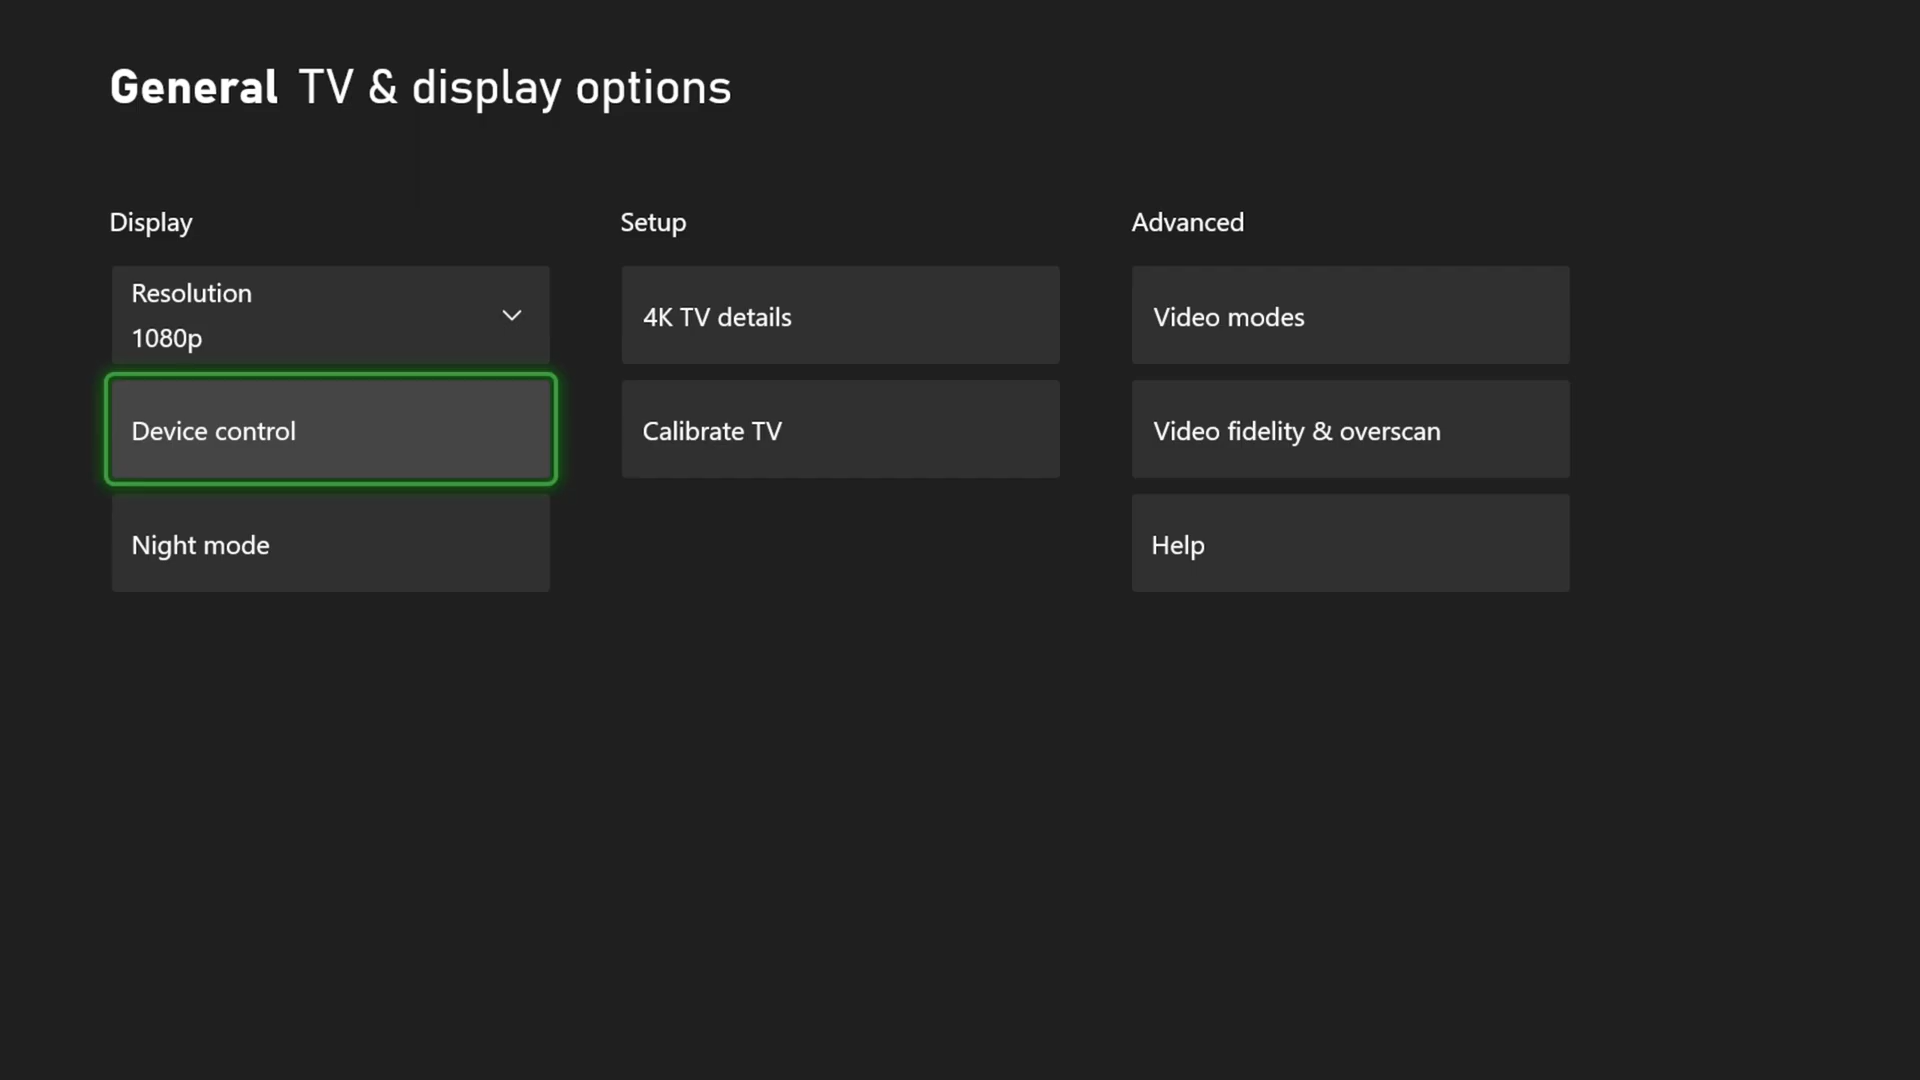 General TV & display options
Display
Resolution
1080p
Device control
Night mode
Setup
4K TV details
Calibrate TV
Advanced
Video modes
Video fidelity & overscan
Help